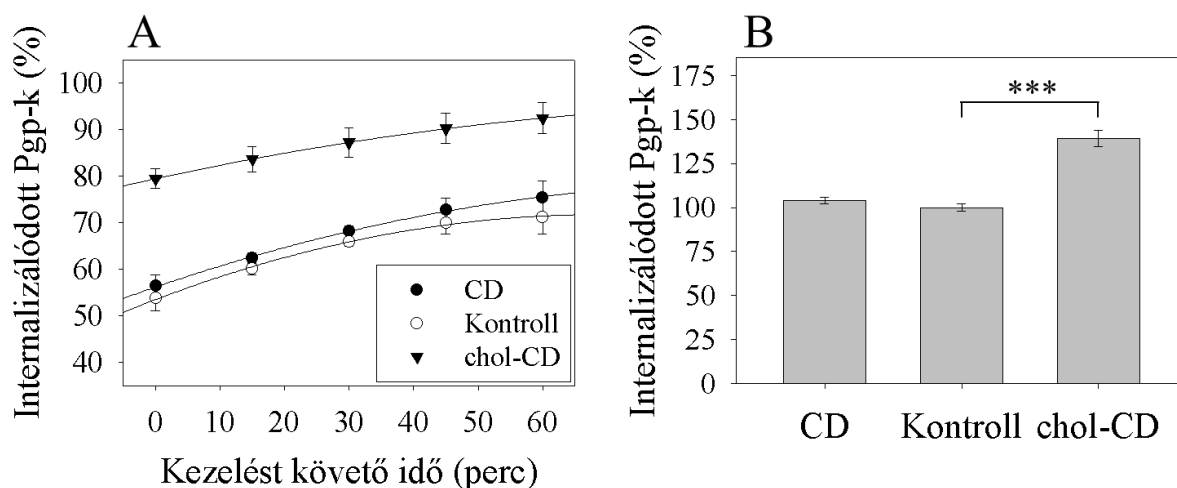 A
Internalizálódott Pgp-k (%)
100
90
80
70
60
50
40
CD
Kontroll
chol-CD
0 10 20 30 40 50 60
Kezelést követő idő (perc)
B
Internalizálódott Pgp-k (%)
175
150
125
100
75
50
25
0
***
CD Kontroll chol-CD